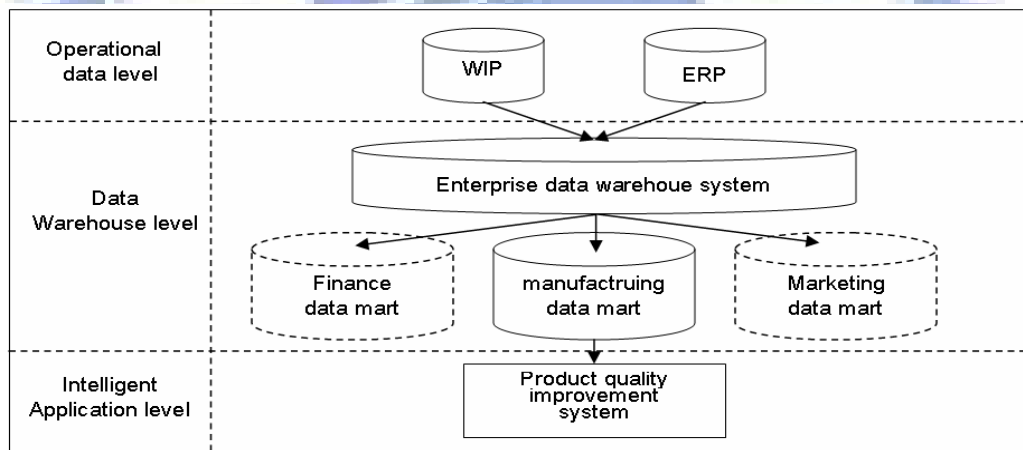 Operational
data level
WIP
ERP
Data
Warehouse level
Enterprise data warehoue system
Finance
data mart
manufactruing
data mart
Marketing
data mart
Intelligent
Application level
Product quality
improvement
system